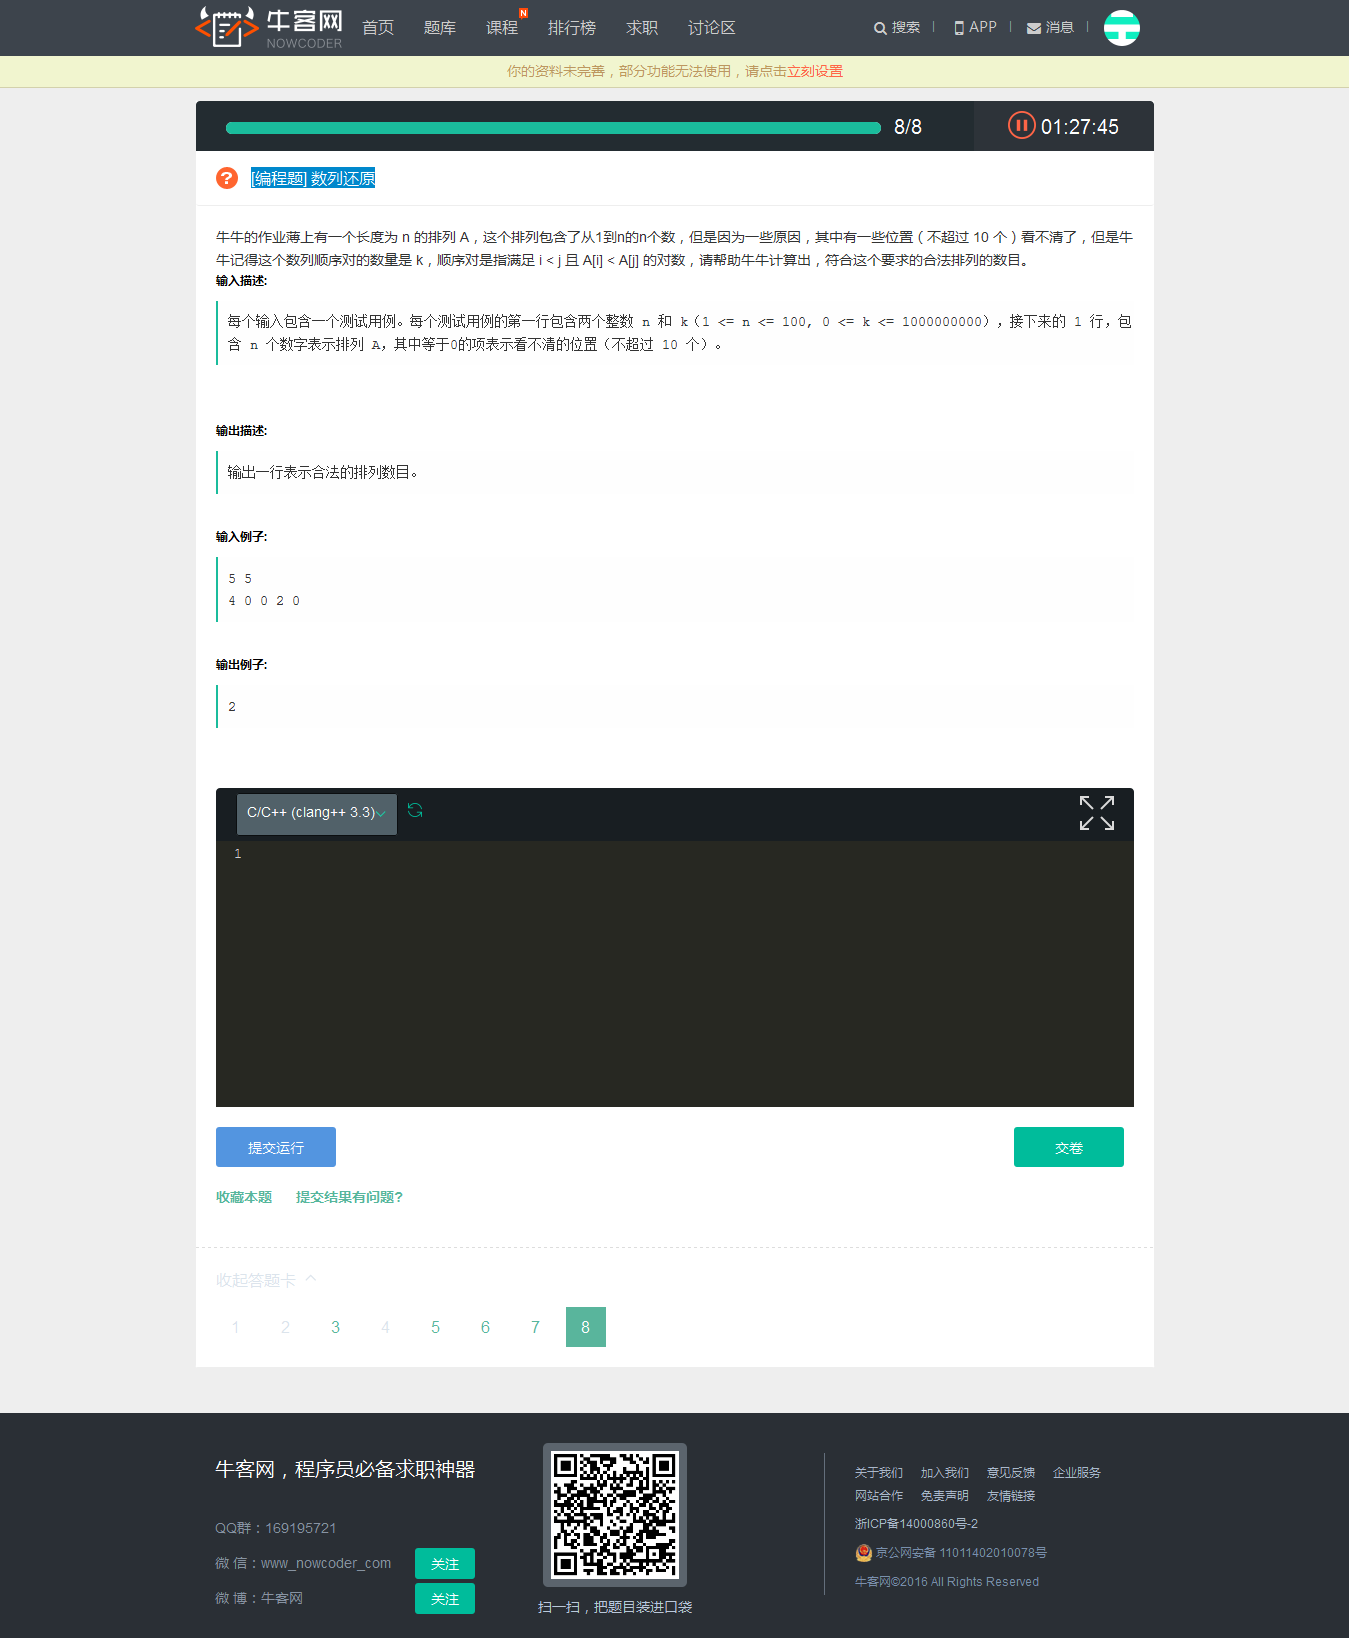 牛客网
NOWCODER
首页 题库 课程 N 排行榜 求职 讨论区 搜索 APP 消息
你的资料未完善，部分功能无法使用，请点击立刻设置
8/8 01:27:45
? [编程题] 数列还原
牛牛的作业薄上有一个长度为 n 的排列 A，这个排列包含了从1到n的n个数，但是因为一些原因，其中有一些位置（不超过 10 个）看不清了，但是牛
牛记得这个数列顺序对的数量是 k，顺序对是指满足 i < j 且 A[i] < A[j] 的对数，请帮助牛牛计算出，符合这个要求的合法排列的数目。
输入描述:
每个输入包含一个测试用例。每个测试用例的第一行包含两个整数 n 和 k（1 <= n <= 100, 0 <= k <= 1000000000），接下来的 1 行，包
含 n 个数字表示排列 A，其中等于0的项表示看不清的位置（不超过 10 个）。
输出描述:
输出一行表示合法的排列数目。
输入例子:
5 5
4 0 0 2 0
输出例子:
2
C/C++ (clang++ 3.3)
1
提交运行 交卷
收藏本题 提交结果有问题?
收起答题卡
1 2 3 4 5 6 7 8
牛客网，程序员必备求职神器
QQ群：169195721
微 信：www_nowcoder_com 关注
微 博：牛客网 关注
扫一扫，把题目装进口袋
关于我们 加入我们 意见反馈 企业服务
网站合作 免责声明 友情链接
浙ICP备14000860号-2
京公网安备 11011402010078号
牛客网©2016 All Rights Reserved